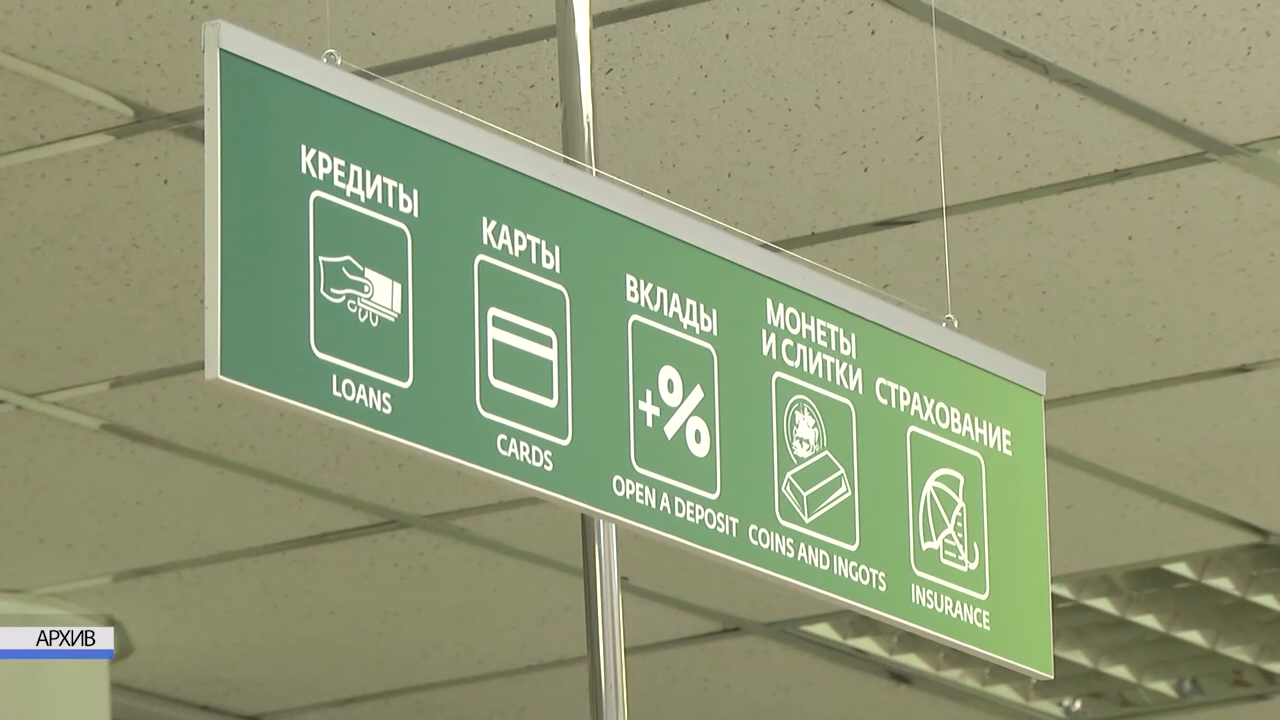 КРЕДИТЫ
LOANS
КАРТЫ
CARDS
ВКЛАДЫ
+%
OPEN A DEPOSIT
МОНЕТЫ
И СЛИТКИ
COINS AND INGOTS
СТРАХОВАНИЕ
INSURANCE
АРХИВ